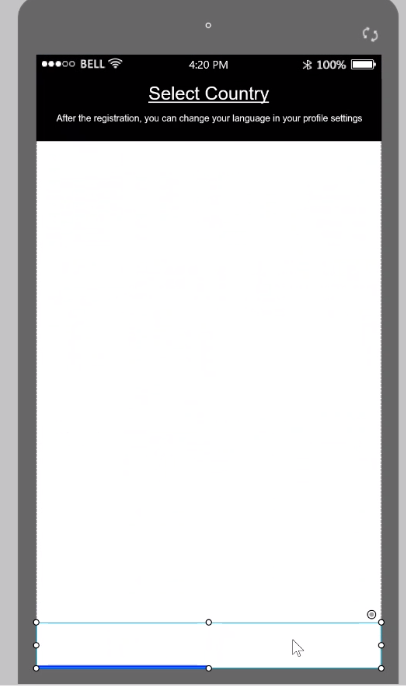 BELL 4:20 PM 100%
Select Country
After the registration, you can change your language in your profile settings